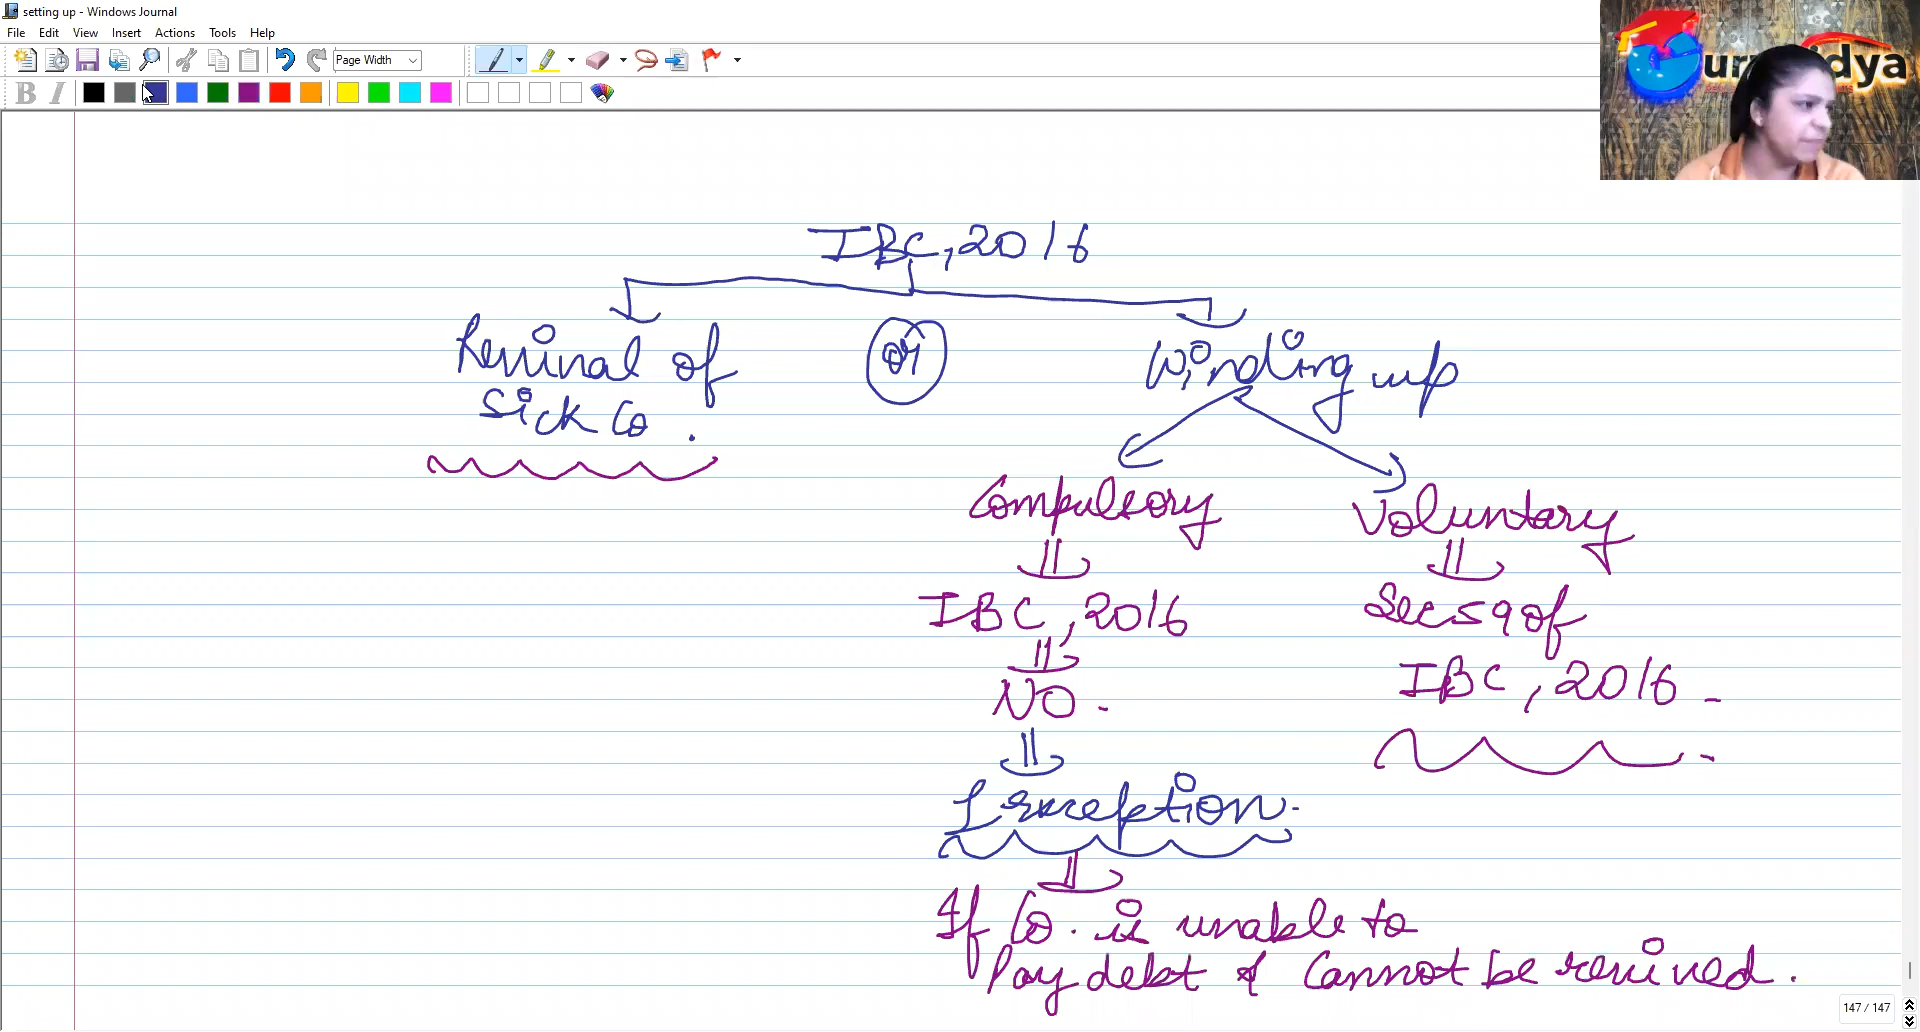 setting up - Windows Journal
File Edit View Insert Actions Tools Help
Page Width
B I
IBC, 2016
Revival of or Winding up
Sick Co.
Compulsory Voluntary
IBC, 2016 Sec 59 of
NO. IBC, 2016.
Exception.
If Co. is unable to
Pay debt & Cannot be revived.
147 / 147